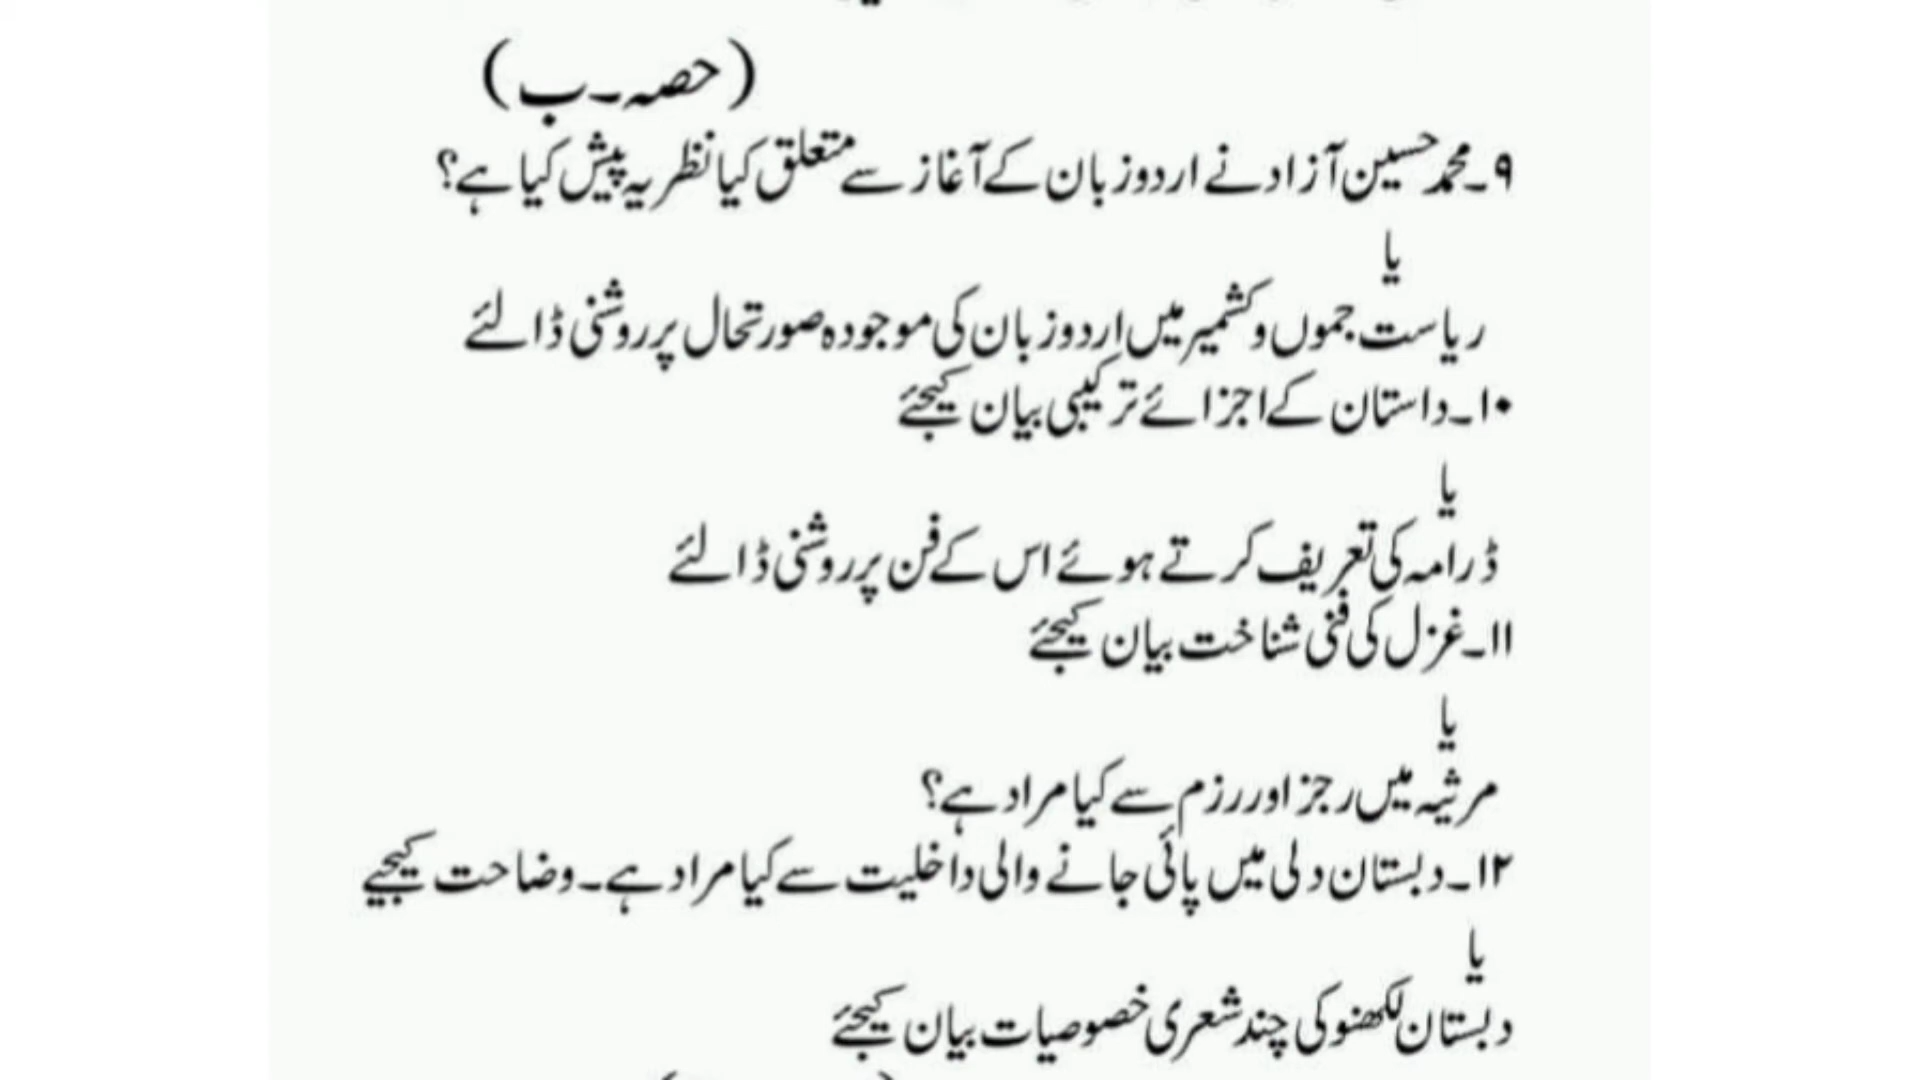 (حصہ۔ب)
۹۔محمد حسین آزاد نے اردو زبان کے آغاز سے متعلق کیا نظریہ پیش کیا ہے؟
یا
ریاست جموں و کشمیر میں اردو زبان کی موجودہ صورتحال پر روشنی ڈالئے
۱۰۔داستان کے اجزائے ترکیبی بیان کیجئے
یا
ڈرامہ کی تعریف کرتے ہوئے اس کے فن پر روشنی ڈالئے
۱۱۔غزل کی فنی شناخت بیان کیجئے
یا
مرثیہ میں رجز اور رزم سے کیا مراد ہے؟
۱۲۔دبستان دلی میں پائی جانے والی داخلیت سے کیا مراد ہے۔وضاحت کیجیے
یا
دبستان لکھنو کی چند شعری خصوصیات بیان کیجئے